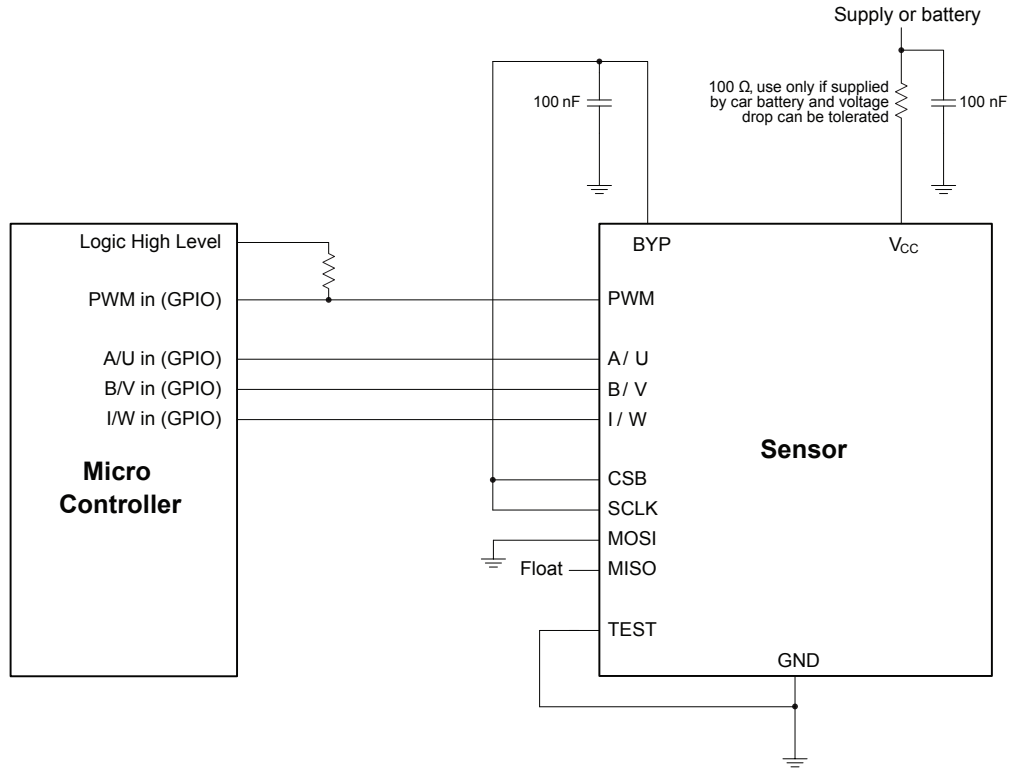 Supply or battery
100 Ω, use only if supplied
by car battery and voltage
drop can be tolerated
100 nF
100 nF
Logic High Level
PWM in (GPIO)
A/U in (GPIO)
B/V in (GPIO)
I/W in (GPIO)
Micro
Controller
BYP
VCC
PWM
A / U
B / V
I / W
Sensor
CSB
SCLK
MOSI
Float
MISO
TEST
GND